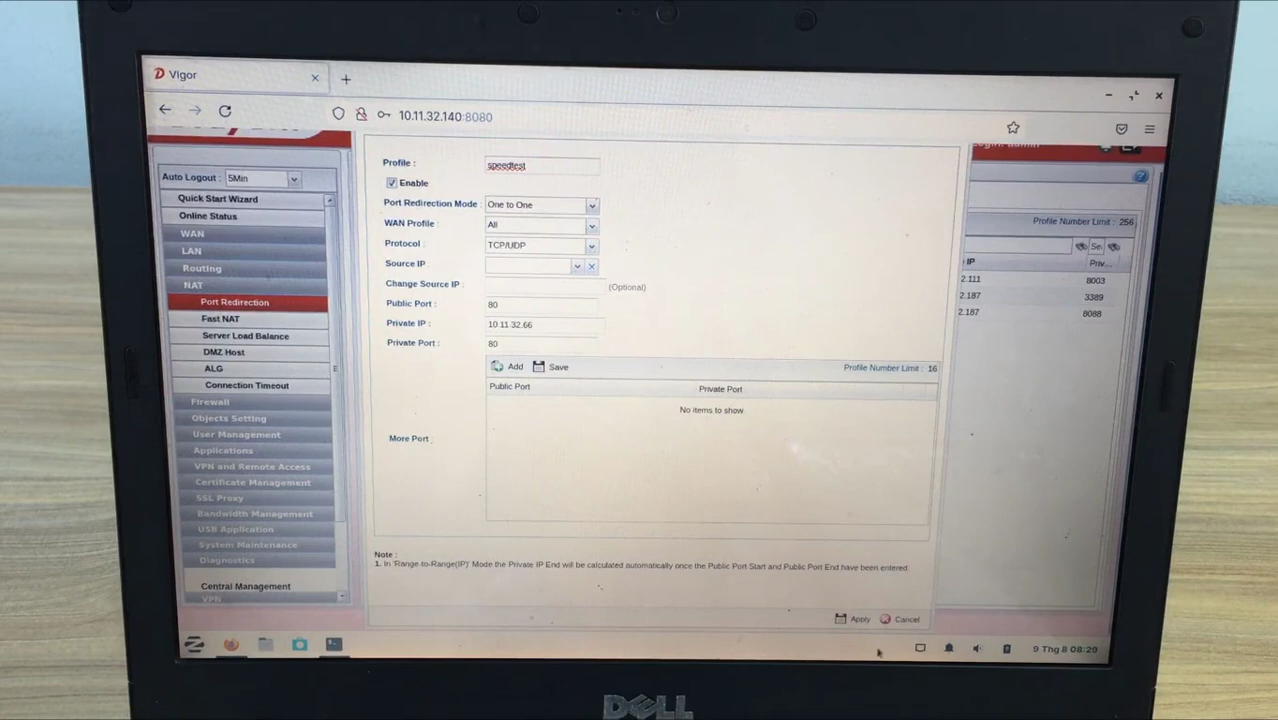 Vigor
10.11.32.140:8080
Auto Logout : 5Min
Quick Start Wizard
Online Status
WAN
LAN
Routing
NAT
Port Redirection
Fast NAT
Server Load Balance
DMZ Host
ALG
Connection Timeout
Firewall
Objects Setting
User Management
Applications
VPN and Remote Access
Certificate Management
SSL Proxy
Bandwidth Management
USB Application
System Maintenance
Diagnostics
Central Management
VPN
Profile : speedtest
Enable
Port Redirection Mode : One to One
WAN Profile : All
Protocol : TCP/UDP
Source IP :
Change Source IP : (Optional)
Public Port : 80
Private IP : 10.11.32.66
Private Port : 80
Add Save Profile Number Limit : 16
Public Port Private Port
No items to show
More Port :
Note :
1. In 'Range-to-Range(IP)' Mode the Private IP End will be calculated automatically once the Public Port Start and Public Port End have been entered.
Apply Cancel
Profile Number Limit : 256
Se
IP Priv...
2.111 8003
2.187 3389
2.187 8088
9 Thg 8 08:20
DELL